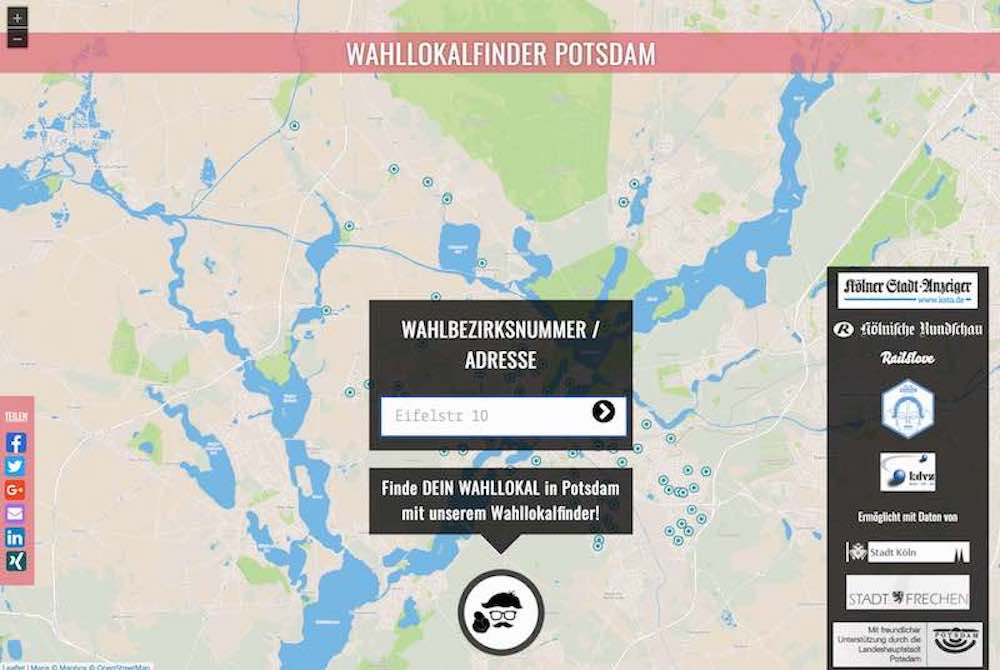 +
−
WAHLLOKALFINDER POTSDAM
WAHLBEZIRKSNUMMER /
ADRESSE
Eifelstr 10
Finde DEIN WAHLLOKAL in Potsdam
mit unserem Wahllokalfinder!
TEILEN
G+
in
Kölner Stadt-Anzeiger
www.ksta.de
R Kölnische Rundschau
Railslove
kdvz
Ermöglicht mit Daten von
Stadt Köln
STADT FRECHEN
Mit freundlicher
Unterstützung durch die
Landeshauptstadt
Potsdam
POTSDAM
Leaflet | Maps © Mapbox © OpenStreetMap